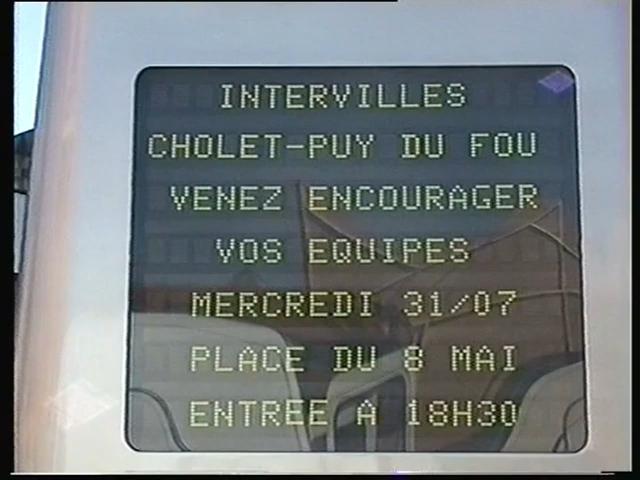 INTERVILLES
CHOLET-PUY DU FOU
VENEZ ENCOURAGER
VOS EQUIPES
MERCREDI 31/07
PLACE DU 8 MAI
ENTREE A 18H30